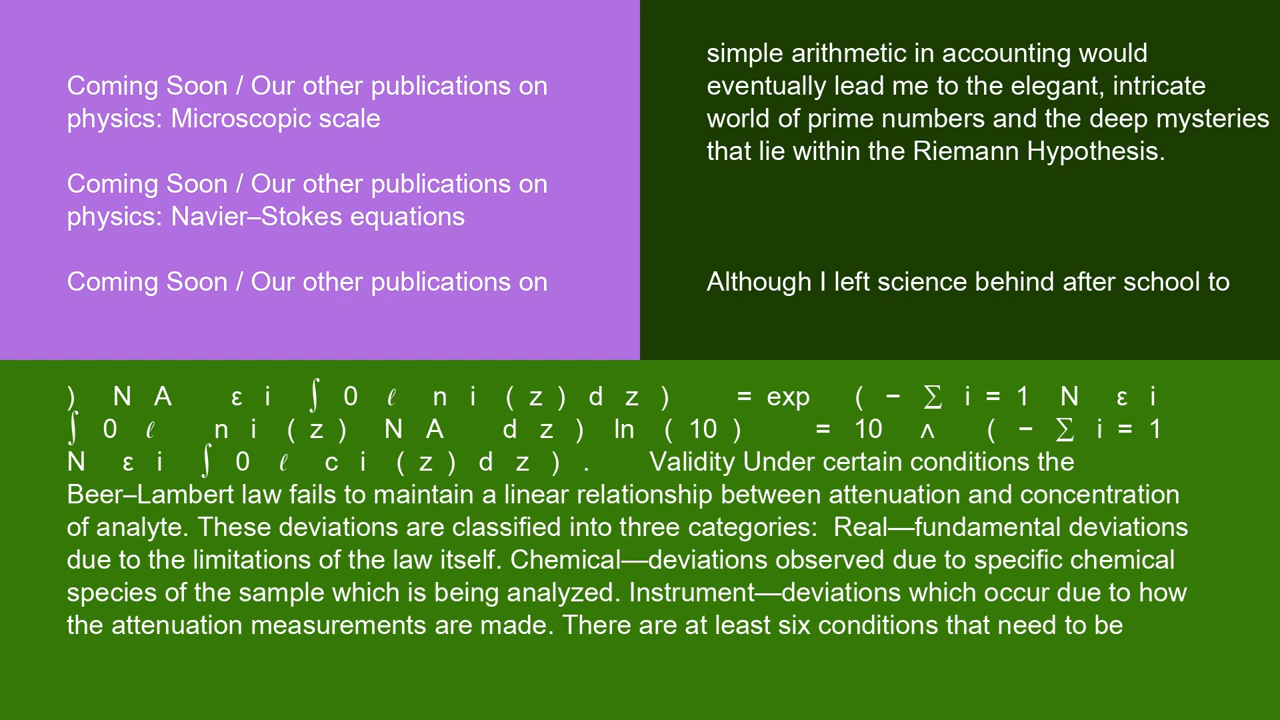 Coming Soon / Our other publications on
physics: Microscopic scale
Coming Soon / Our other publications on
physics: Navier–Stokes equations
Coming Soon / Our other publications on
simple arithmetic in accounting would
eventually lead me to the elegant, intricate
world of prime numbers and the deep mysteries
that lie within the Riemann Hypothesis.
Although I left science behind after school to
) N A ε i ∫ 0 ℓ n i ( z ) d z ) = exp ( − ∑ i = 1 N ε i
∫ 0 ℓ n i ( z ) N A d z ) ln ( 10 ) = 10 ∧ ( − ∑ i = 1
N ε i ∫ 0 ℓ c i ( z ) d z ) . Validity Under certain conditions the
Beer–Lambert law fails to maintain a linear relationship between attenuation and concentration
of analyte. These deviations are classified into three categories: Real—fundamental deviations
due to the limitations of the law itself. Chemical—deviations observed due to specific chemical
species of the sample which is being analyzed. Instrument—deviations which occur due to how
the attenuation measurements are made. There are at least six conditions that need to be